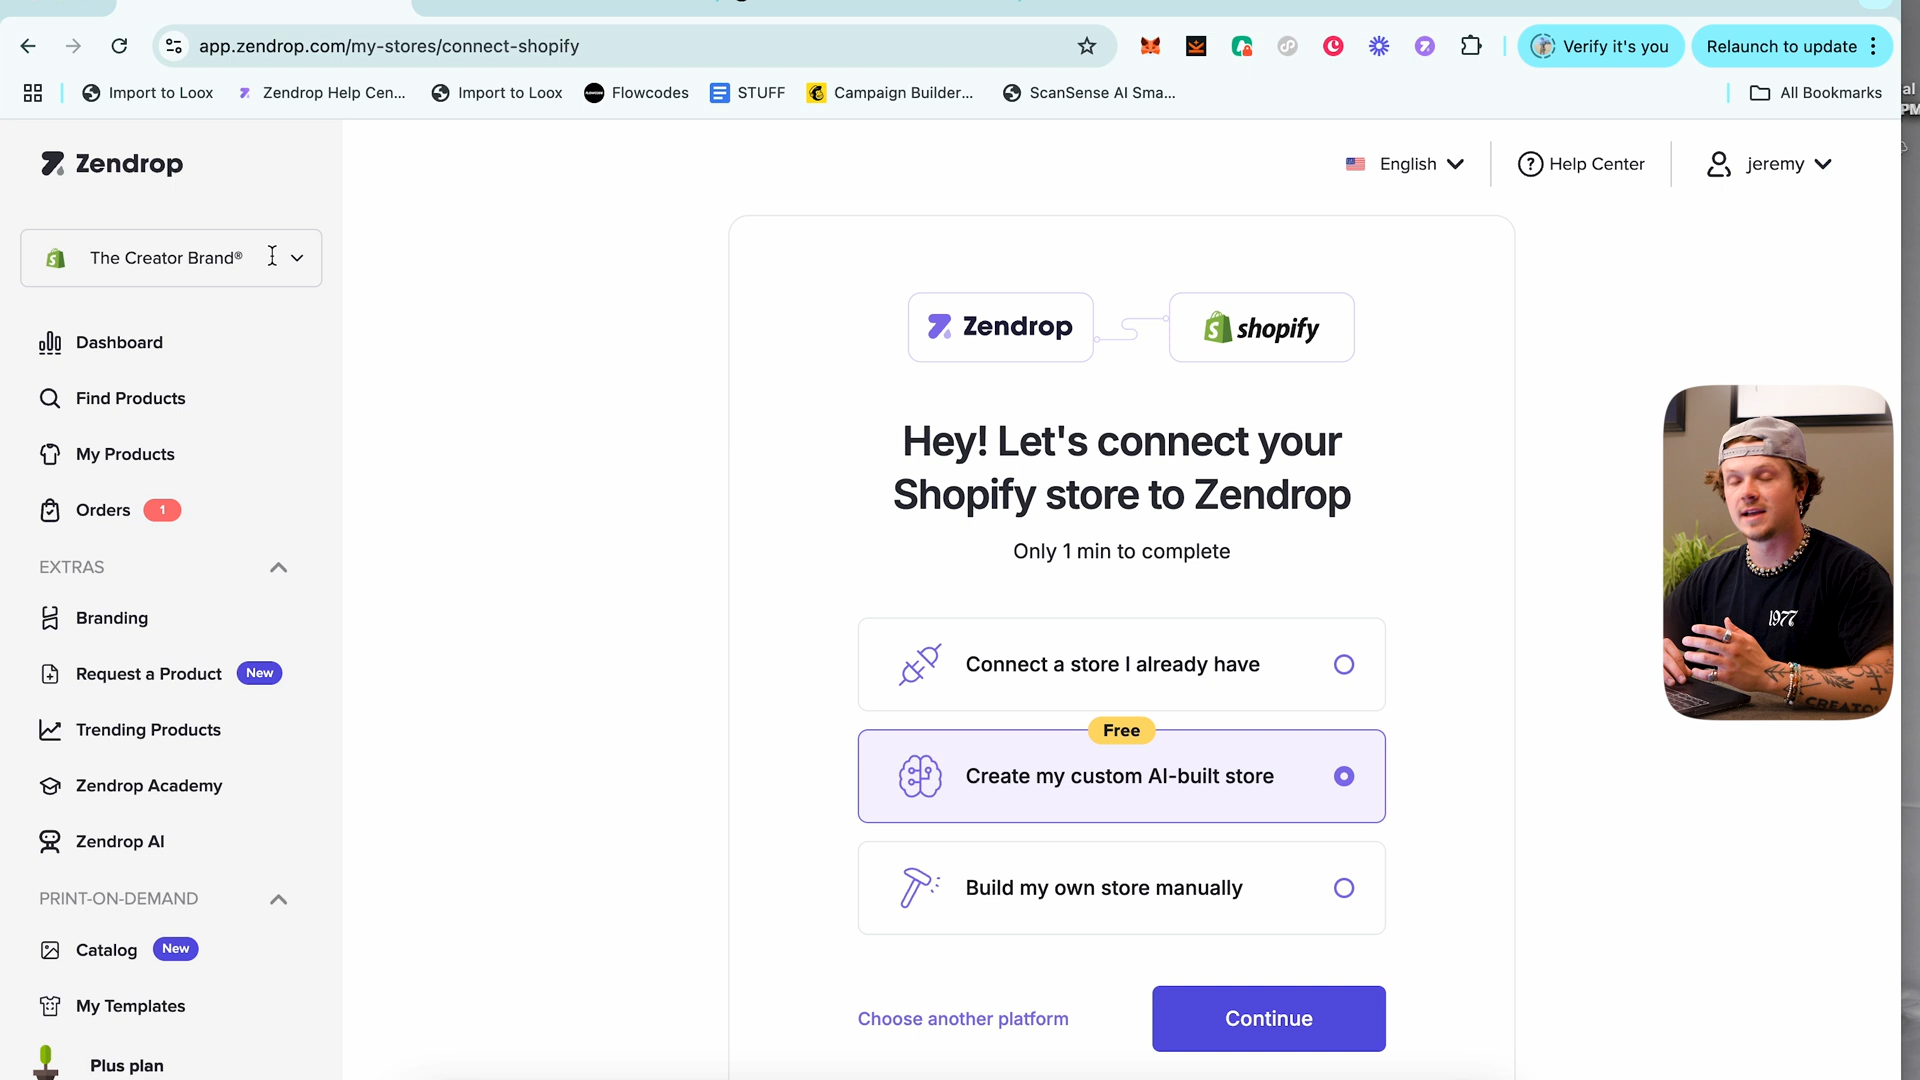 app.zendrop.com/my-stores/connect-shopify
Verify it's you
Relaunch to update
Import to Loox
Zendrop Help Cen...
Import to Loox
Flowcodes
STUFF
Campaign Builder...
ScanSense AI Sma...
All Bookmarks
al
PM
Zendrop
English
Help Center
jeremy
The Creator Brand®
Dashboard
Find Products
My Products
Orders 1
EXTRAS
Branding
Request a Product New
Trending Products
Zendrop Academy
Zendrop AI
PRINT-ON-DEMAND
Catalog New
My Templates
Plus plan
Zendrop
shopify
Hey! Let's connect your
Shopify store to Zendrop
Only 1 min to complete
Connect a store I already have
Free
Create my custom AI-built store
Build my own store manually
Choose another platform
Continue
1977
CREATO